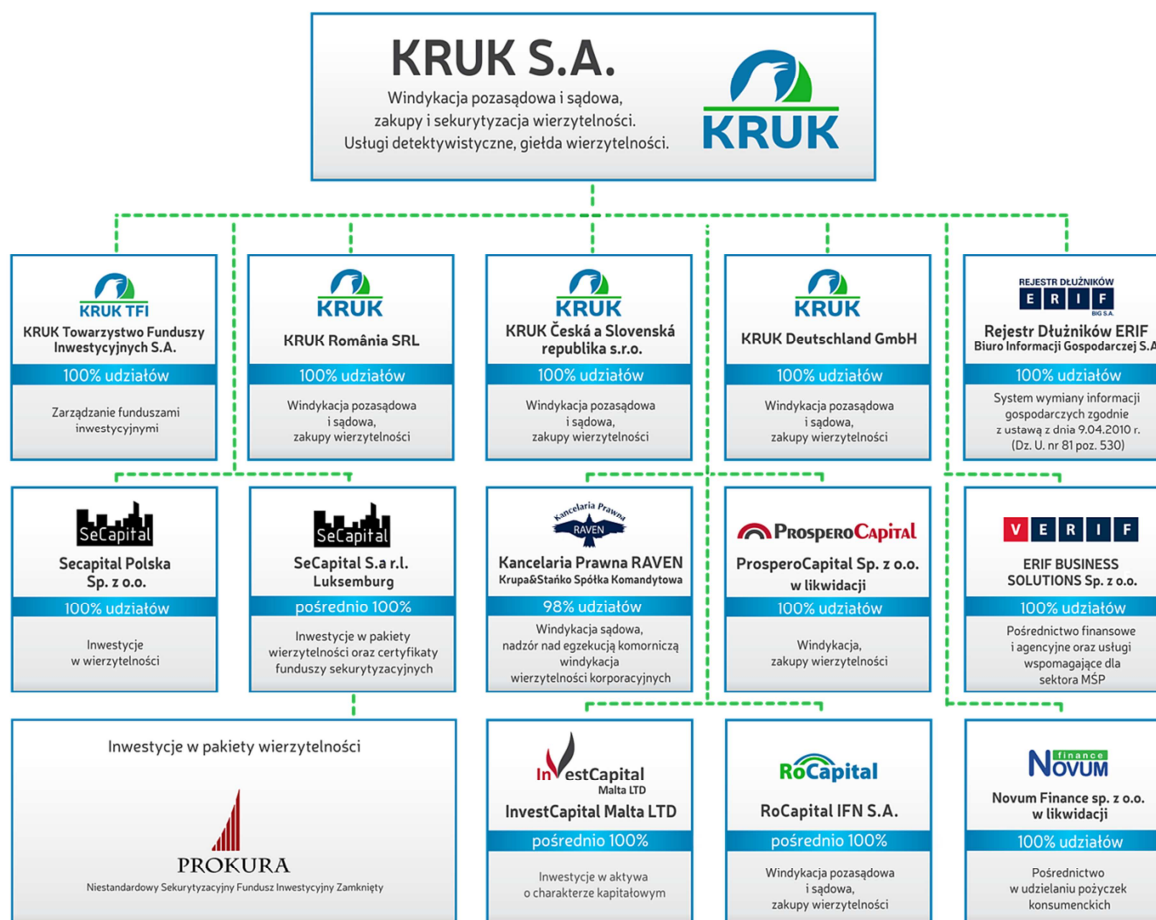 KRUK S.A.
Windykacja pozasądowa i sądowa,
zakupy i sekurytyzacja wierzytelności.
Usługi detektywistyczne, giełda wierzytelności.
KRUK
KRUK TFI
KRUK Towarzystwo Funduszy
Inwestycyjnych S.A.
100% udziałów
Zarządzanie funduszami
inwestycyjnymi
KRUK
KRUK România SRL
100% udziałów
Windykacja pozasądowa
i sądowa,
zakupy wierzytelności
KRUK
KRUK Česká a Slovenská
republika s.r.o.
100% udziałów
Windykacja pozasądowa
i sądowa,
zakupy wierzytelności
KRUK
KRUK Deutschland GmbH
100% udziałów
Windykacja pozasądowa
i sądowa,
zakupy wierzytelności
REJESTR DŁUŻNIKÓW
ERIF
BIG S.A.
Rejestr Dłużników ERIF
Biuro Informacji Gospodarczej S.A
100% udziałów
System wymiany informacji
gospodarczych zgodnie
z ustawą z dnia 9.04.2010 r.
(Dz. U. nr 81 poz. 530)
SeCapital
Secapital Polska
Sp. z o.o.
100% udziałów
Inwestycje
w wierzytelności
SeCapital
SeCapital S.a r.l.
Luksemburg
pośrednio 100%
Inwestycje w pakiety
wierzytelności oraz certyfikaty
funduszy sekurytyzacyjnych
Kancelaria Prawna
RAVEN
Kancelaria Prawna RAVEN
Krupa&Stańko Spółka Komandytowa
98% udziałów
Windykacja sądowa,
nadzór nad egzekucją komorniczą
windykacja
wierzytelności korporacyjnych
PROSPEROCAPITAL
ProsperoCapital Sp. z o.o.
w likwidacji
100% udziałów
Windykacja,
zakupy wierzytelności
VERIF
ERIF BUSINESS
SOLUTIONS Sp. z o.o.
100% udziałów
Pośrednictwo finansowe
i agencyjne oraz usługi
wspomagające dla
sektora MŚP
Inwestycje w pakiety wierzytelności
PROKURA
Niestandardowy Sekurytyzacyjny Fundusz Inwestycyjny Zamknięty
InvestCapital
Malta LTD
InvestCapital Malta LTD
pośrednio 100%
Inwestycje w aktywa
o charakterze kapitałowym
RoCapital
RoCapital IFN S.A.
pośrednio 100%
Windykacja pozasądowa
i sądowa,
zakupy wierzytelności
finance
NOVUM
Novum Finance sp. z o.o.
w likwidacji
100% udziałów
Pośrednictwo
w udzielaniu pożyczek
konsumenckich